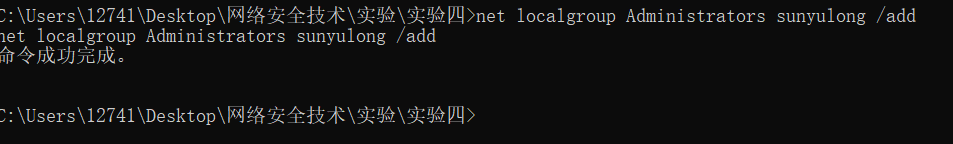 C:\Users\12741\Desktop\网络安全技术\实验\实验四>net localgroup Administrators sunyulong /add
net localgroup Administrators sunyulong /add
命令成功完成。
C:\Users\12741\Desktop\网络安全技术\实验\实验四>